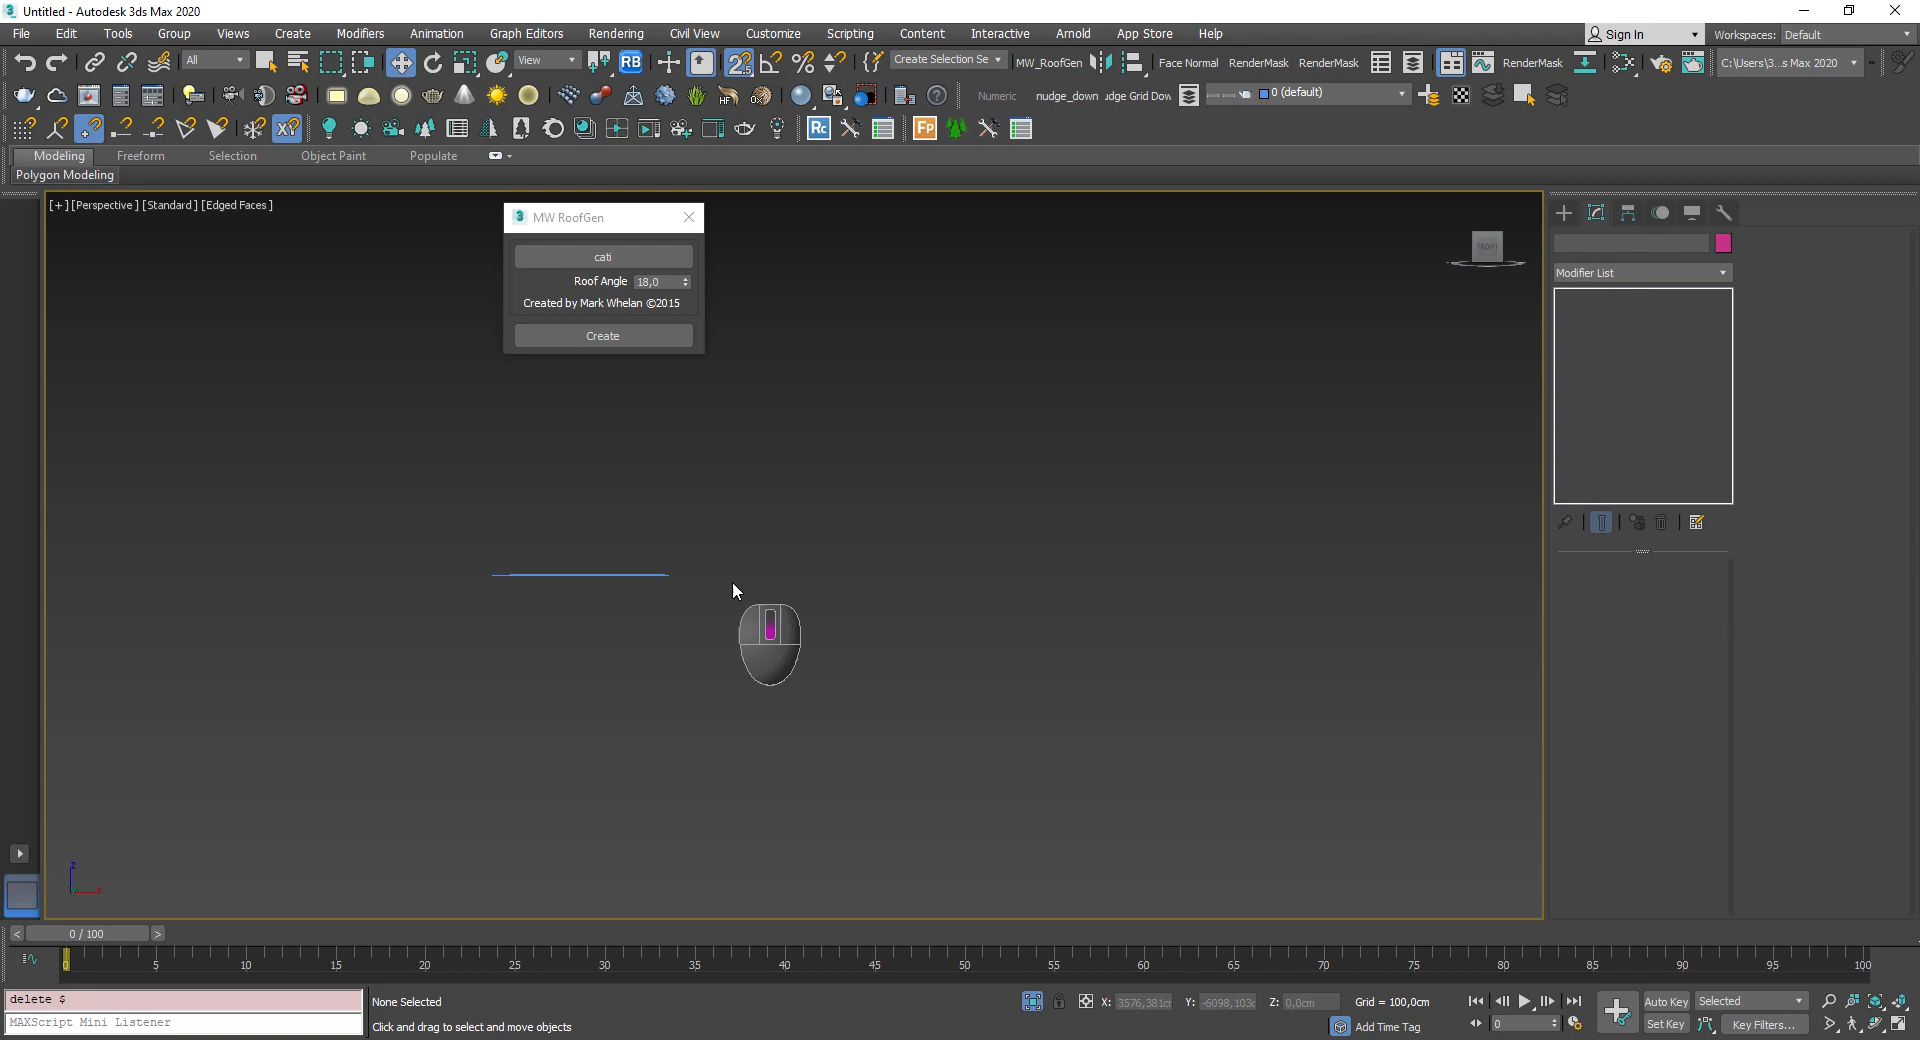 Untitled - Autodesk 3ds Max 2020
File Edit Tools Group Views Create Modifiers Animation Graph Editors Rendering Civil View Customize Scripting Content Interactive Arnold App Store Help Sign In Workspaces: Default
All View RB Create Selection Se MW_RoofGen Face Normal RenderMask RenderMask RenderMask C:\Users\3...s Max 2020
HF Numeric nudge_down ıdge Grid Dow 0 (default)
XY Rc Fp
Modeling Freeform Selection Object Paint Populate
Polygon Modeling
[+] [Perspective] [Standard] [Edged Faces]
MW RoofGen
cati
Roof Angle 18,0
Created by Mark Whelan ©2015
Create
FRONT
Modifier List
z
y x
0 / 100
0 5 10 15 20 25 30 35 40 45 50 55 60 65 70 75 80 85 90 95 100
delete $
MAXScript Mini Listener
None Selected
Click and drag to select and move objects
X: 3576,381cr Y: -6098,103c Z: 0,0cm Grid = 100,0cm
Add Time Tag
0
Auto Key Selected
Set Key Key Filters...